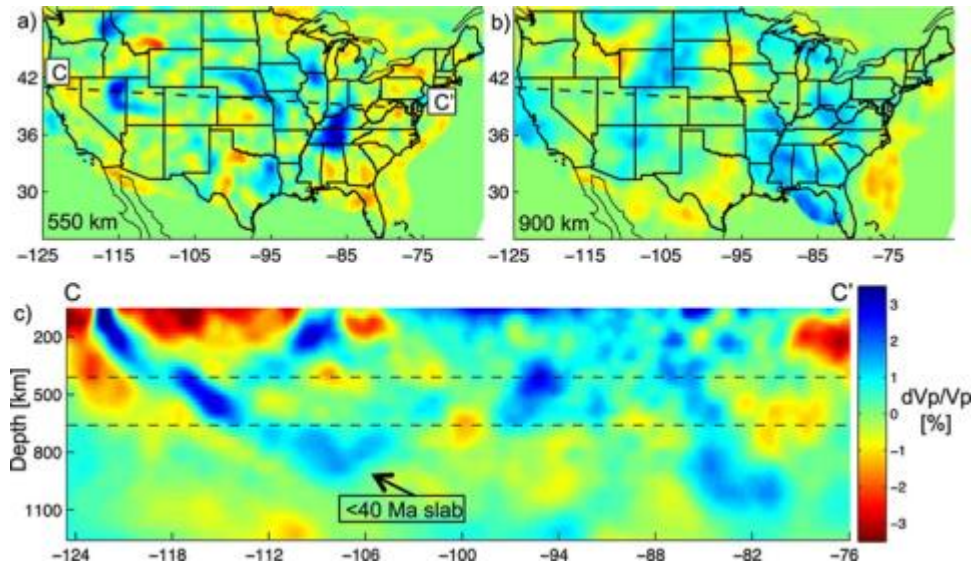 a)
b)
42
36
30
C
C'
550 km
900 km
-125 -115 -105 -95 -85 -75
42
36
30
-125 -115 -105 -95 -85 -75
C
C'
c)
200
500
800
1100
Depth [km]
<40 Ma slab
-124 -118 -112 -106 -100 -94 -88 -82 -76
3
2
1
0
-1
-2
-3
dVp/Vp
[%]